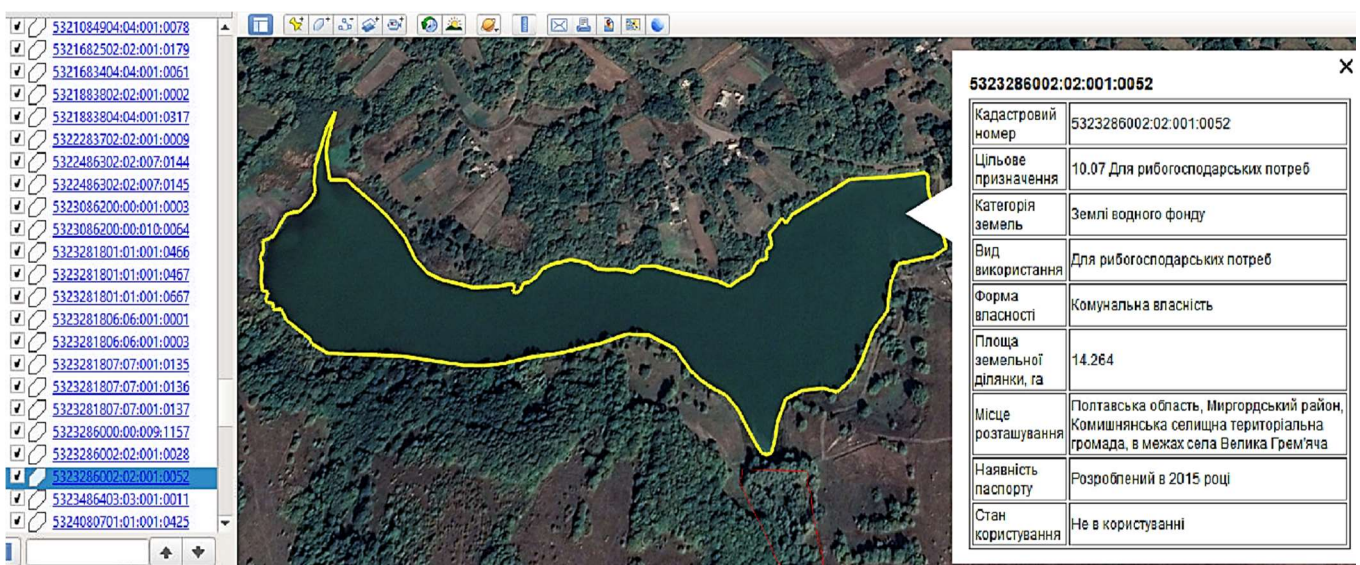 5321084904:04:001:0078
5321682502:02:001:0179
5321683404:04:001:0061
5321883802:02:001:0002
5321883804:04:001:0317
5322283702:02:001:0009
5322486302:02:007:0144
5322486302:02:007:0145
5323086200:00:001:0003
5323086200:00:010:0064
5323281801:01:001:0466
5323281801:01:001:0467
5323281801:01:001:0667
5323281806:06:001:0001
5323281806:06:001:0003
5323281807:07:001:0135
5323281807:07:001:0136
5323281807:07:001:0137
5323286000:00:009:1157
5323286002:02:001:0028
5323286002:02:001:0052
5323486403:03:001:0011
5324080701:01:001:0425
5323286002:02:001:0052
Кадастровий
номер
5323286002:02:001:0052
Цільове
призначення
10.07 Для рибогосподарських потреб
Категорія
земель
Землі водного фонду
Вид
використання
Для рибогосподарських потреб
Форма
власності
Комунальна власність
Площа
земельної
ділянки, га
14.264
Місце
розташування
Полтавська область, Миргордський район,
Комишнянська селищна територіальна
громада, в межах села Велика Грем'яча
Наявність
паспорту
Розроблений в 2015 році
Стан
користування
Не в користуванні